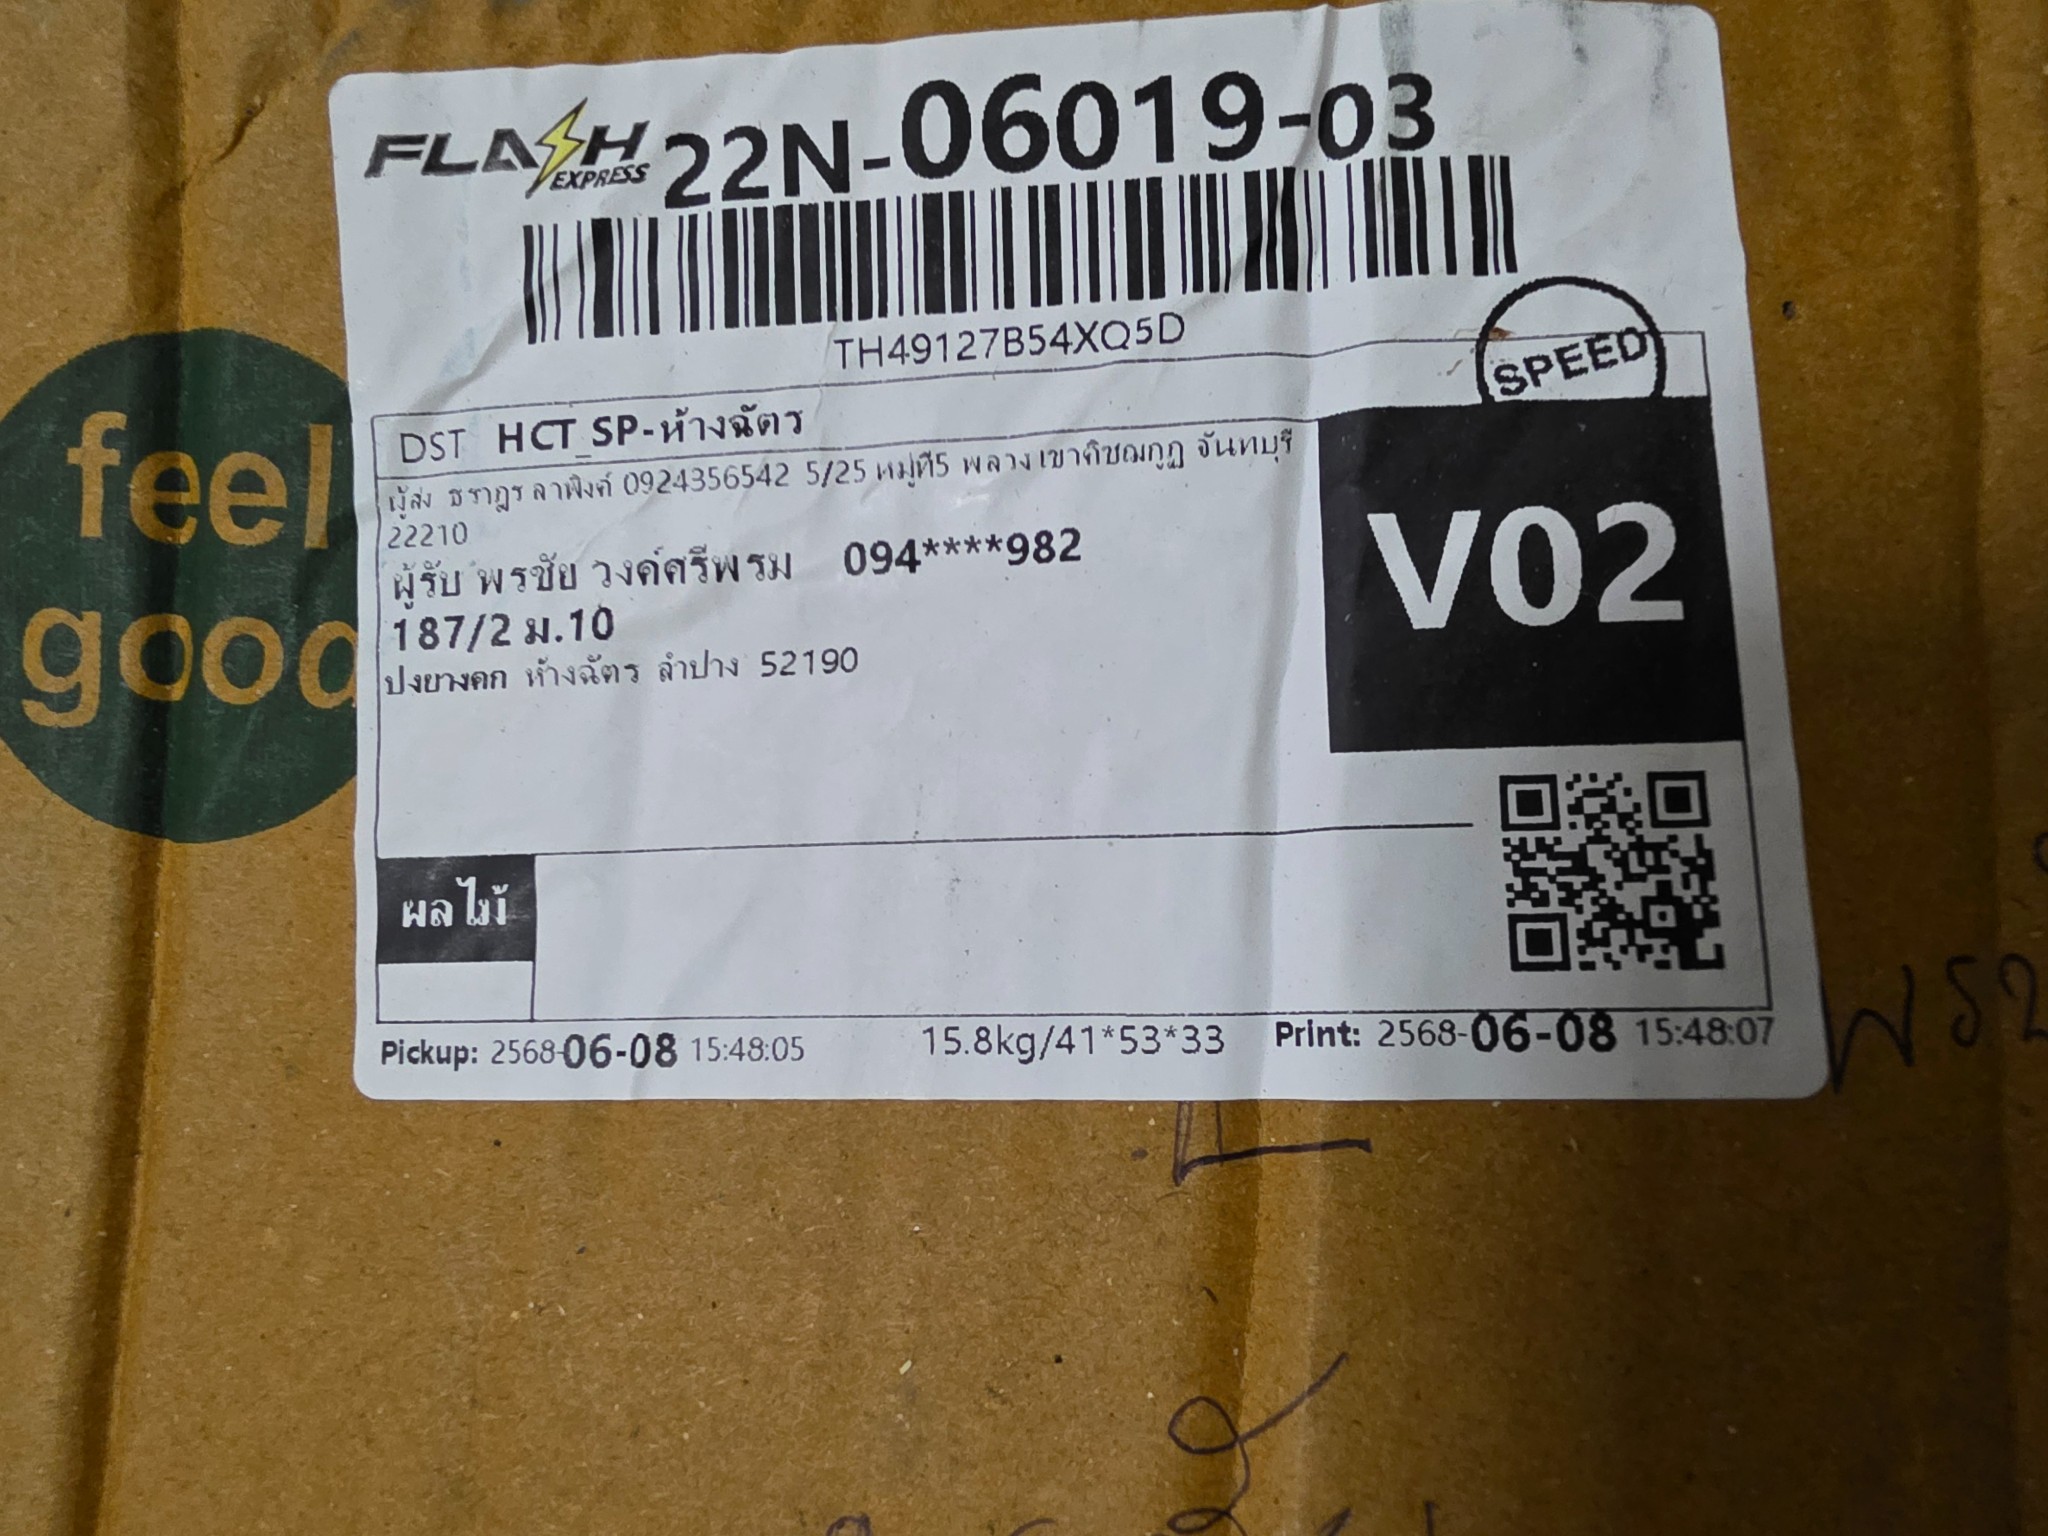 FLASH EXPRESS 22N-06019-03
TH49127B54XQ5D
SPEED
DST HCT_SP-ห้างฉัตร
ผู้ส่ง ธราฎร ลาพิงค์ 0924356542 5/25 หมู่ที่5 พลวง เขาคิชฌกูฏ จันทบุรี
22210
ผู้รับ พรชัย วงค์ศรีพรม 094****982
187/2 ม.10
ปงยางคก ห้างฉัตร ลำปาง 52190
V02
feel
good
ผลไม้
Pickup: 2568-06-08 15:48:05 15.8kg/41*53*33 Print: 2568-06-08 15:48:07